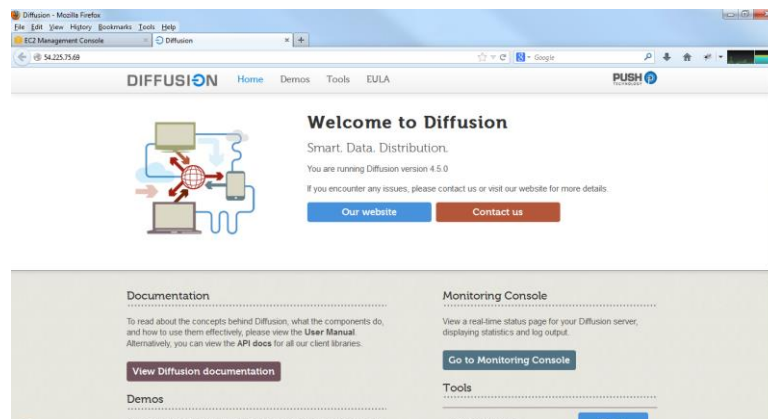 Diffusion - Mozilla Firefox
File Edit View History Bookmarks Tools Help
EC2 Management Console
Diffusion
54.225.75.69
Google
DIFFUSION
Home Demos Tools EULA
PUSH
TECHNOLOGY
Welcome to Diffusion
Smart. Data. Distribution.
You are running Diffusion version 4.5.0
If you encounter any issues, please contact us or visit our website for more details.
Our website
Contact us
Documentation
To read about the concepts behind Diffusion, what the components do,
and how to use them effectively, please view the User Manual.
Alternatively, you can view the API docs for all our client libraries.
View Diffusion documentation
Demos
Monitoring Console
View a real-time status page for your Diffusion server,
displaying statistics and log output.
Go to Monitoring Console
Tools